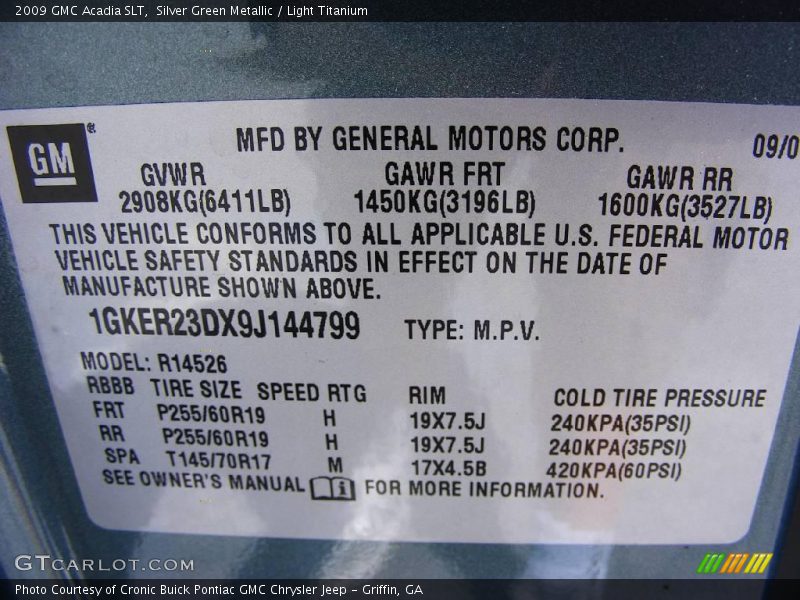 2009 GMC Acadia SLT,  Silver Green Metallic / Light Titanium
GM®
MFD BY GENERAL MOTORS CORP. 09/0
GVWR GAWR FRT GAWR RR
2908KG(6411LB) 1450KG(3196LB) 1600KG(3527LB)
THIS VEHICLE CONFORMS TO ALL APPLICABLE U.S. FEDERAL MOTOR
VEHICLE SAFETY STANDARDS IN EFFECT ON THE DATE OF
MANUFACTURE SHOWN ABOVE.
1GKER23DX9J144799 TYPE: M.P.V.
MODEL: R14526
RBBB TIRE SIZE SPEED RTG RIM COLD TIRE PRESSURE
FRT P255/60R19 H 19X7.5J 240KPA(35PSI)
RR P255/60R19 H 19X7.5J 240KPA(35PSI)
SPA T145/70R17 M 17X4.5B 420KPA(60PSI)
SEE OWNER'S MANUAL i FOR MORE INFORMATION.
GTCARLOT.COM
Photo Courtesy of Cronic Buick Pontiac GMC Chrysler Jeep - Griffin, GA